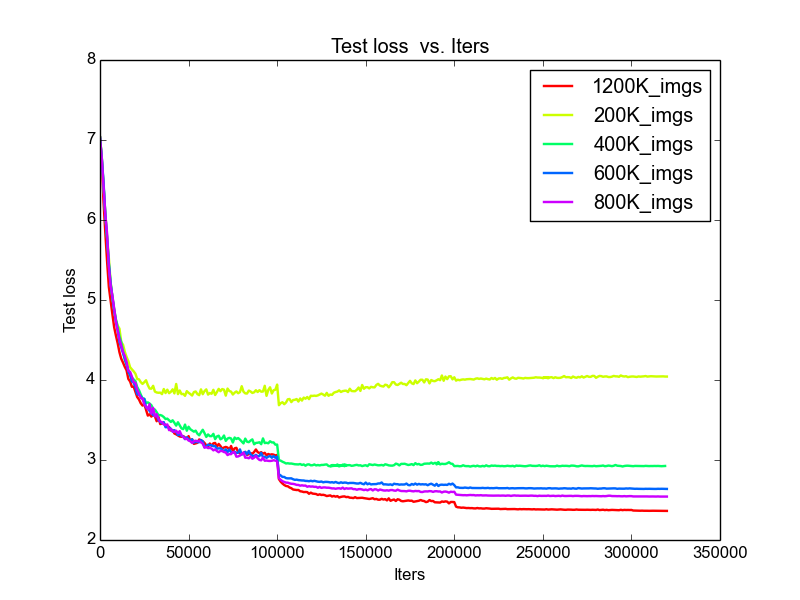 Test loss  vs. Iters
8
7
6
5
4
3
2
Test loss
1200K_imgs
200K_imgs
400K_imgs
600K_imgs
800K_imgs
0 50000 100000 150000 200000 250000 300000 350000
Iters